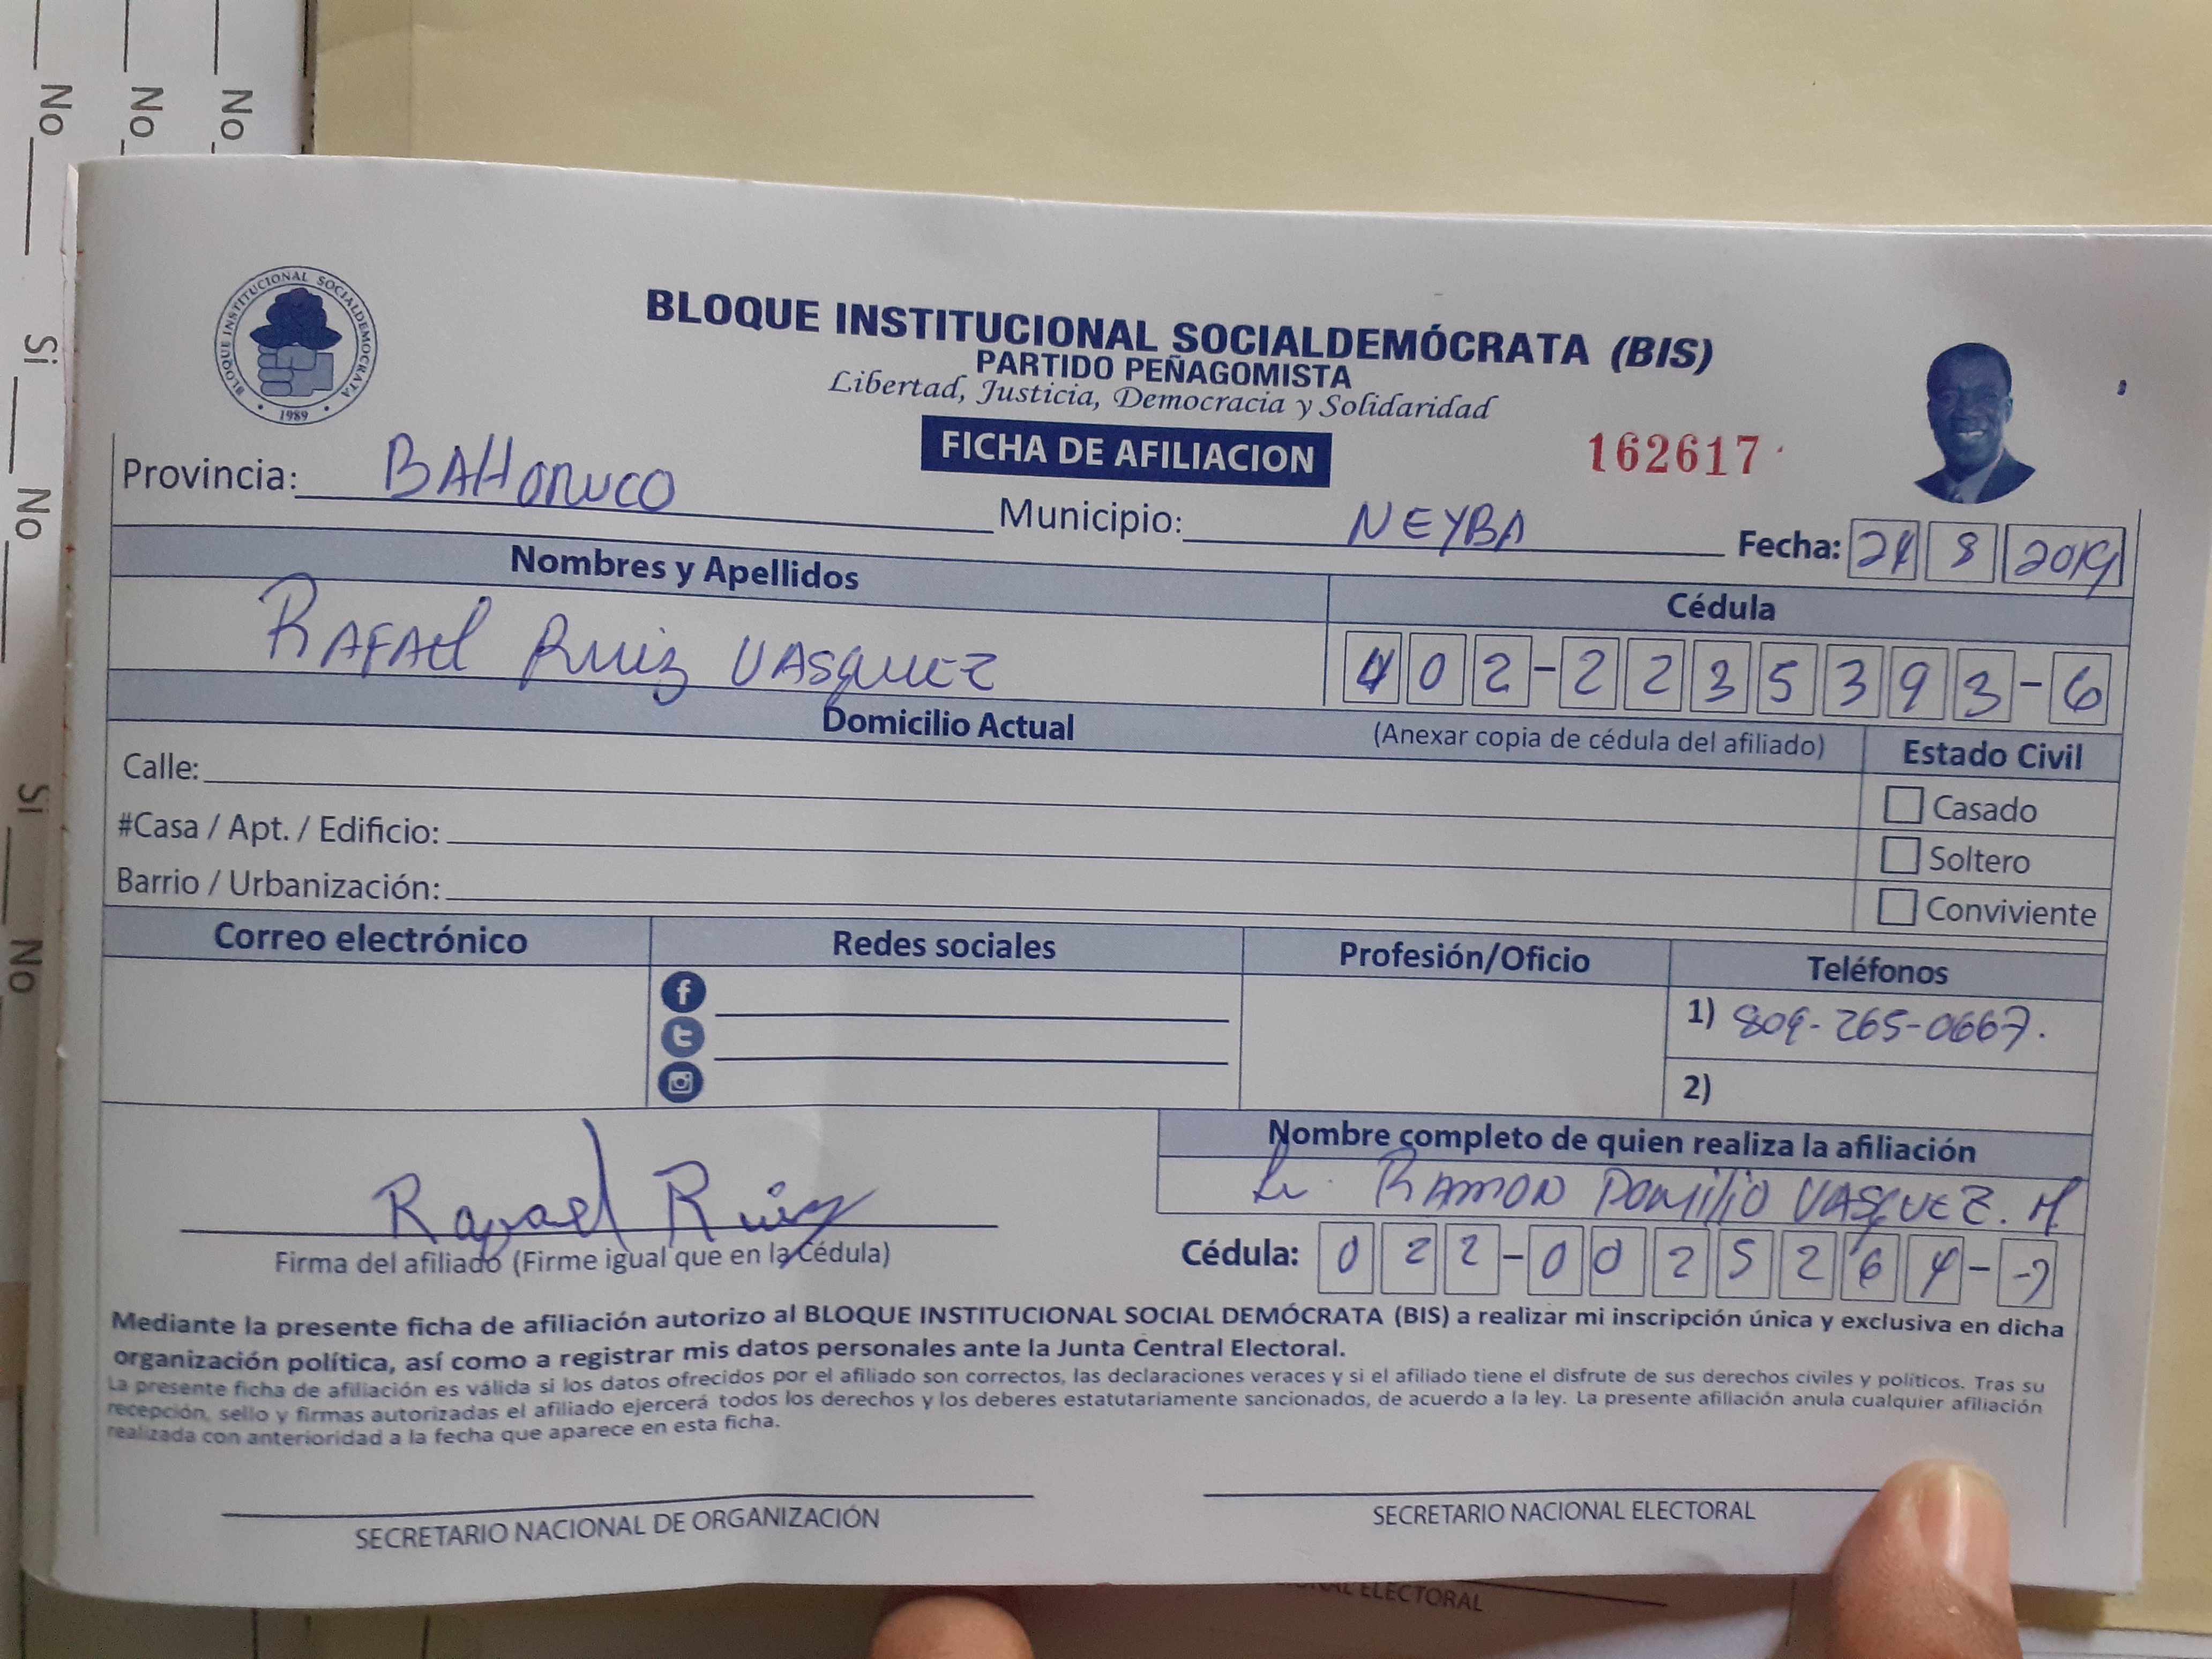 No
No
No
Si
No
Si
No
BLOQUE INSTITUCIONAL SOCIALDEMOCRATA
1989
BLOQUE INSTITUCIONAL SOCIALDEMÓCRATA (BIS)
PARTIDO PEÑAGOMISTA
Libertad, Justicia, Democracia y Solidaridad
FICHA DE AFILIACION
162617
Provincia: BAHORUCO Municipio: NEYBA Fecha: 8 2019
Nombres y Apellidos Cédula
RAFAEL RUIZ VASQUEZ 402-2235393-6
Domicilio Actual (Anexar copia de cédula del afiliado) Estado Civil
Calle: Casado
#Casa / Apt. / Edificio: Soltero
Barrio / Urbanización: Conviviente
Correo electrónico Redes sociales Profesión/Oficio Teléfonos
1) 809-265-0667.
2)
Nombre completo de quien realiza la afiliación
RAMON DOMILIO VASQUEZ. M.
Rafael Ruiz
Firma del afiliado (Firme igual que en la Cédula) Cédula: 022-0025264-7
Mediante la presente ficha de afiliación autorizo al BLOQUE INSTITUCIONAL SOCIAL DEMÓCRATA (BIS) a realizar mi inscripción única y exclusiva en dicha
organización política, así como a registrar mis datos personales ante la Junta Central Electoral.
La presente ficha de afiliación es válida si los datos ofrecidos por el afiliado son correctos, las declaraciones veraces y si el afiliado tiene el disfrute de sus derechos civiles y políticos. Tras su
recepción, sello y firmas autorizadas el afiliado ejercerá todos los derechos y los deberes estatutariamente sancionados, de acuerdo a la ley. La presente afiliación anula cualquier afiliación
realizada con anterioridad a la fecha que aparece en esta ficha.
SECRETARIO NACIONAL DE ORGANIZACIÓN SECRETARIO NACIONAL ELECTORAL
ELECTORAL